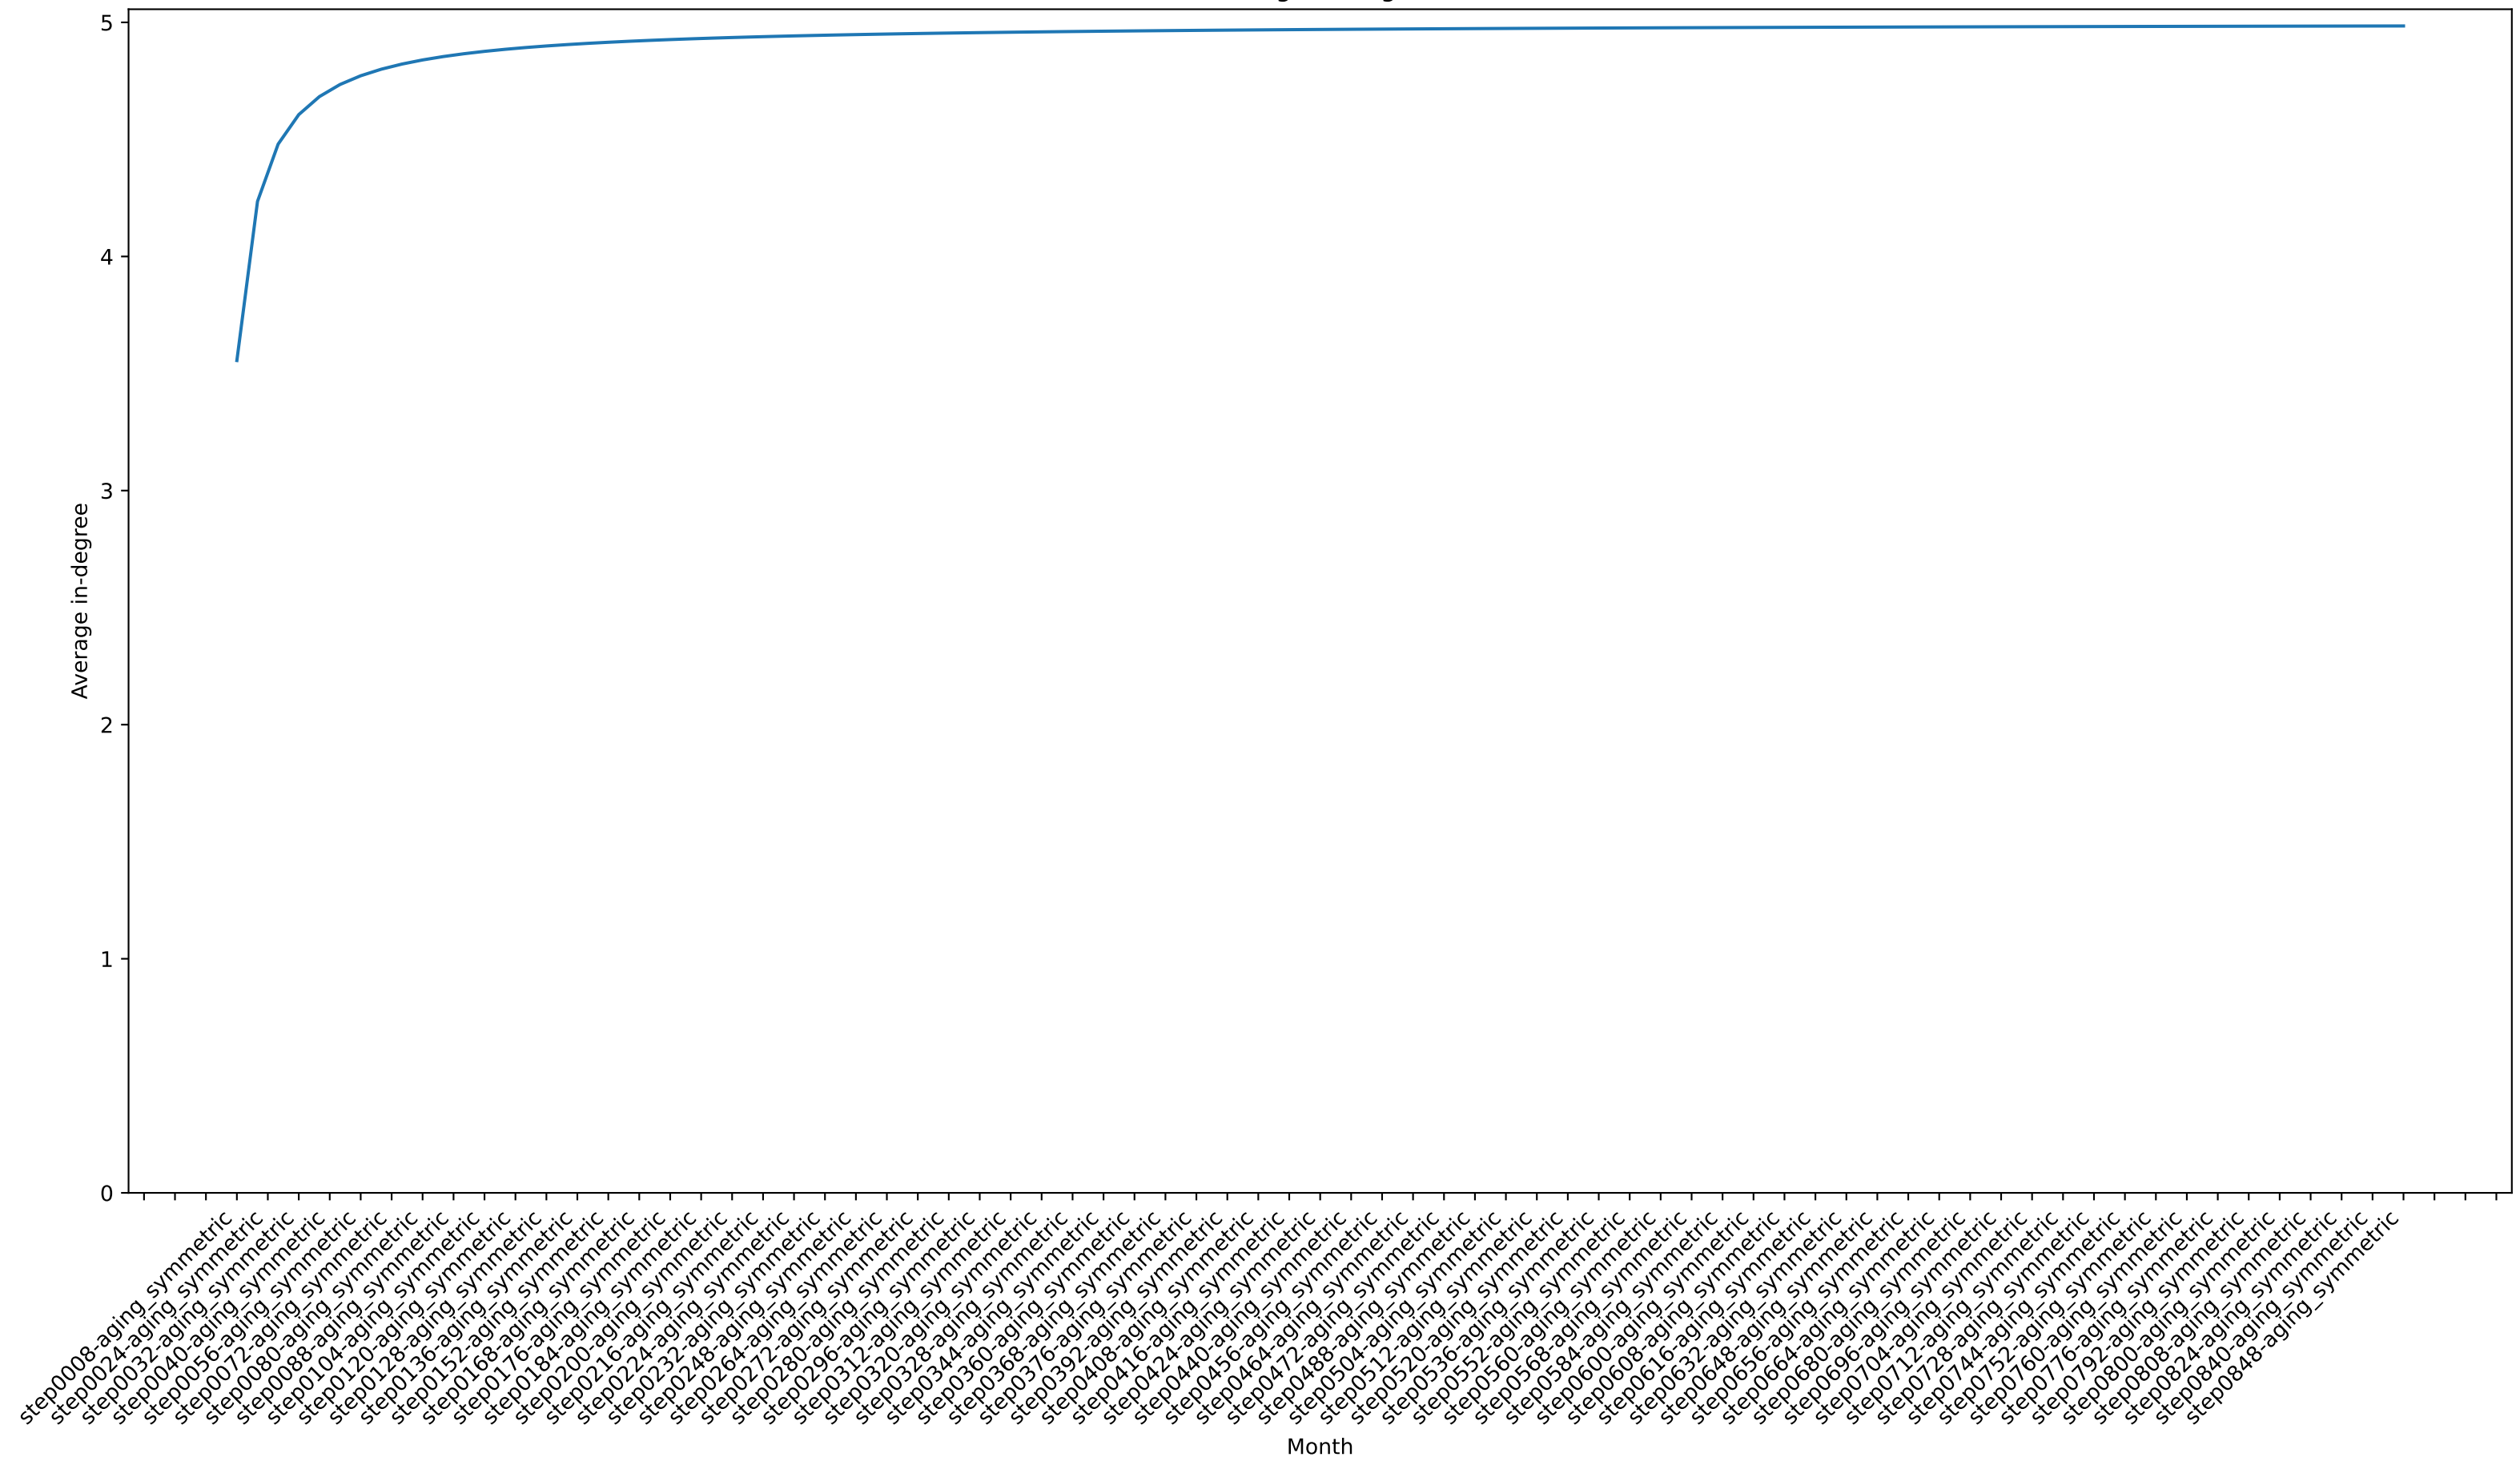 5
4
3
2
1
0
Average in-degree
step0008-aging_symmetric
step0024-aging_symmetric
step0032-aging_symmetric
step0040-aging_symmetric
step0056-aging_symmetric
step0072-aging_symmetric
step0080-aging_symmetric
step0088-aging_symmetric
step0104-aging_symmetric
step0120-aging_symmetric
step0128-aging_symmetric
step0136-aging_symmetric
step0152-aging_symmetric
step0168-aging_symmetric
step0176-aging_symmetric
step0184-aging_symmetric
step0200-aging_symmetric
step0216-aging_symmetric
step0224-aging_symmetric
step0232-aging_symmetric
step0248-aging_symmetric
step0264-aging_symmetric
step0272-aging_symmetric
step0280-aging_symmetric
step0296-aging_symmetric
step0312-aging_symmetric
step0320-aging_symmetric
step0328-aging_symmetric
step0344-aging_symmetric
step0360-aging_symmetric
step0368-aging_symmetric
step0376-aging_symmetric
step0392-aging_symmetric
step0408-aging_symmetric
step0416-aging_symmetric
step0424-aging_symmetric
step0440-aging_symmetric
step0456-aging_symmetric
step0464-aging_symmetric
step0472-aging_symmetric
step0488-aging_symmetric
step0504-aging_symmetric
step0512-aging_symmetric
step0520-aging_symmetric
step0536-aging_symmetric
step0552-aging_symmetric
step0560-aging_symmetric
step0568-aging_symmetric
step0584-aging_symmetric
step0600-aging_symmetric
step0608-aging_symmetric
step0616-aging_symmetric
step0632-aging_symmetric
step0648-aging_symmetric
step0656-aging_symmetric
step0664-aging_symmetric
step0680-aging_symmetric
step0696-aging_symmetric
step0704-aging_symmetric
step0712-aging_symmetric
step0728-aging_symmetric
step0744-aging_symmetric
step0752-aging_symmetric
step0760-aging_symmetric
step0776-aging_symmetric
step0792-aging_symmetric
step0800-aging_symmetric
step0808-aging_symmetric
step0824-aging_symmetric
step0840-aging_symmetric
step0848-aging_symmetric
Month